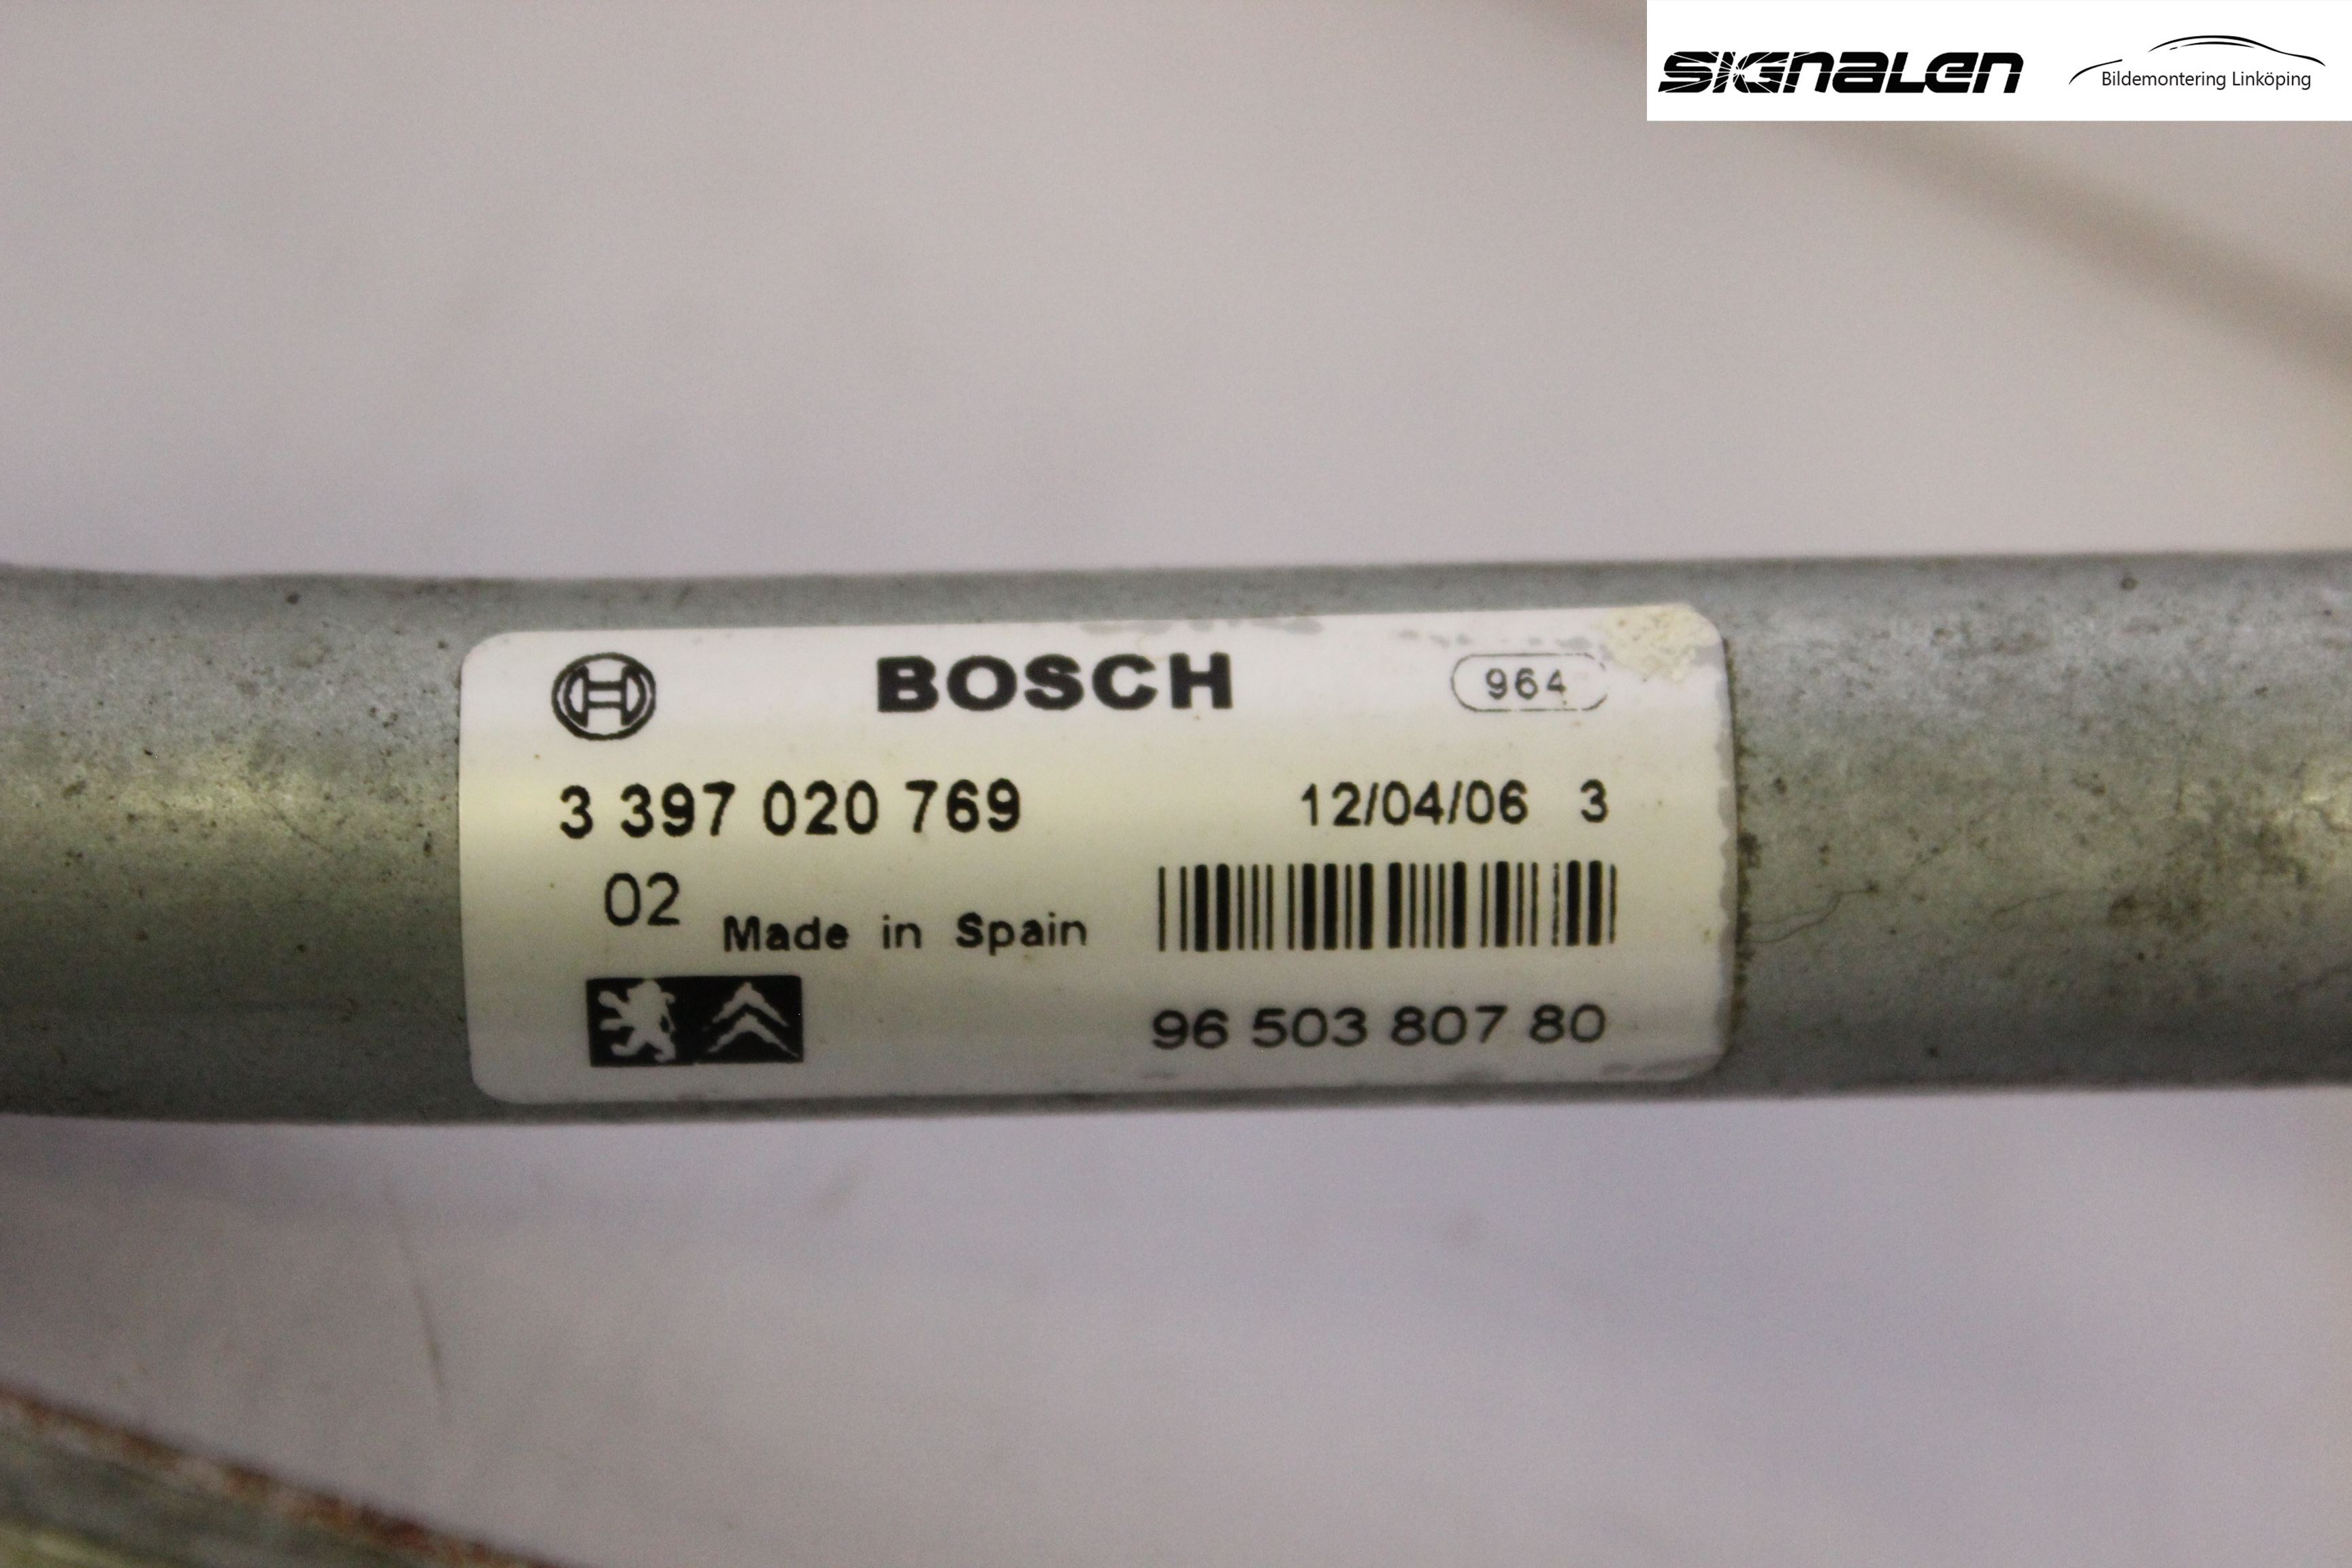 SIGNALEN
Bildemontering Linköping
BOSCH 964
3 397 020 769 12/04/06 3
02 Made in Spain
96 503 807 80